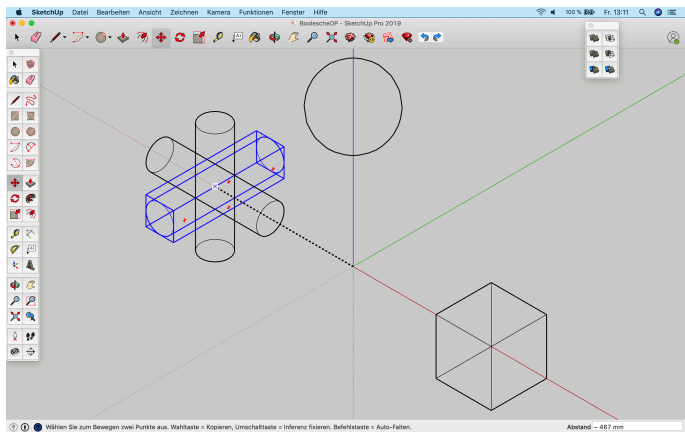 SketchUp Datei Bearbeiten Ansicht Zeichnen Kamera Funktionen Fenster Hilfe 100 % Fr. 13:11
BoolescheOP - SketchUp Pro 2019
Wählen Sie zum Bewegen zwei Punkte aus. Wahltaste = Kopieren, Umschalttaste = Inferenz fixieren. Befehlstaste = Auto-Falten. Abstand ~ 467 mm